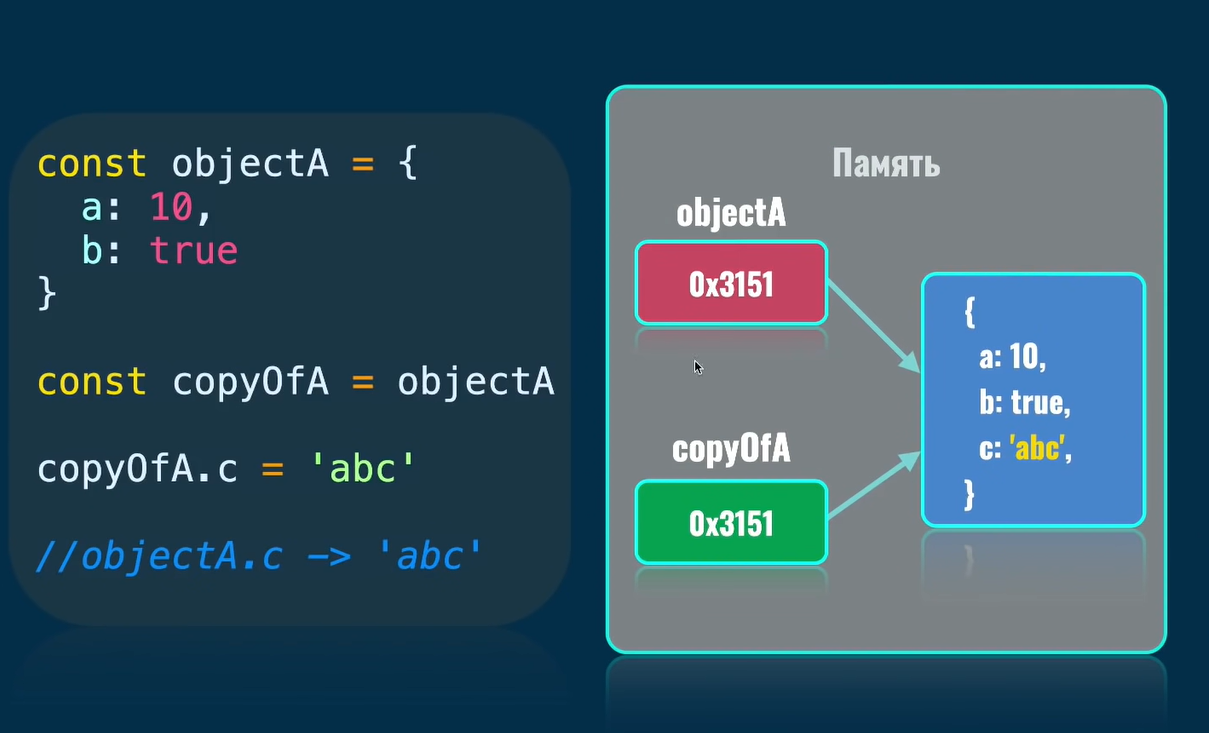 const objectA = {
  a: 10,
  b: true
}
const copyOfA = objectA
copyOfA.c = 'abc'
//objectA.c -> 'abc'
Память
objectA
0x3151
copyOfA
0x3151
{
  a: 10,
  b: true,
  c: 'abc',
}